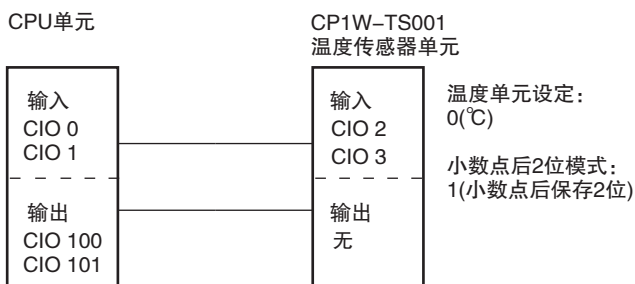 CPU单元
CP1W–TS001
温度传感器单元
输入
CIO 0
CIO 1
输出
CIO 100
CIO 101
输入
CIO 2
CIO 3
输出
无
温度单元设定：
0(℃)
小数点后2位模式：
1(小数点后保存2位)